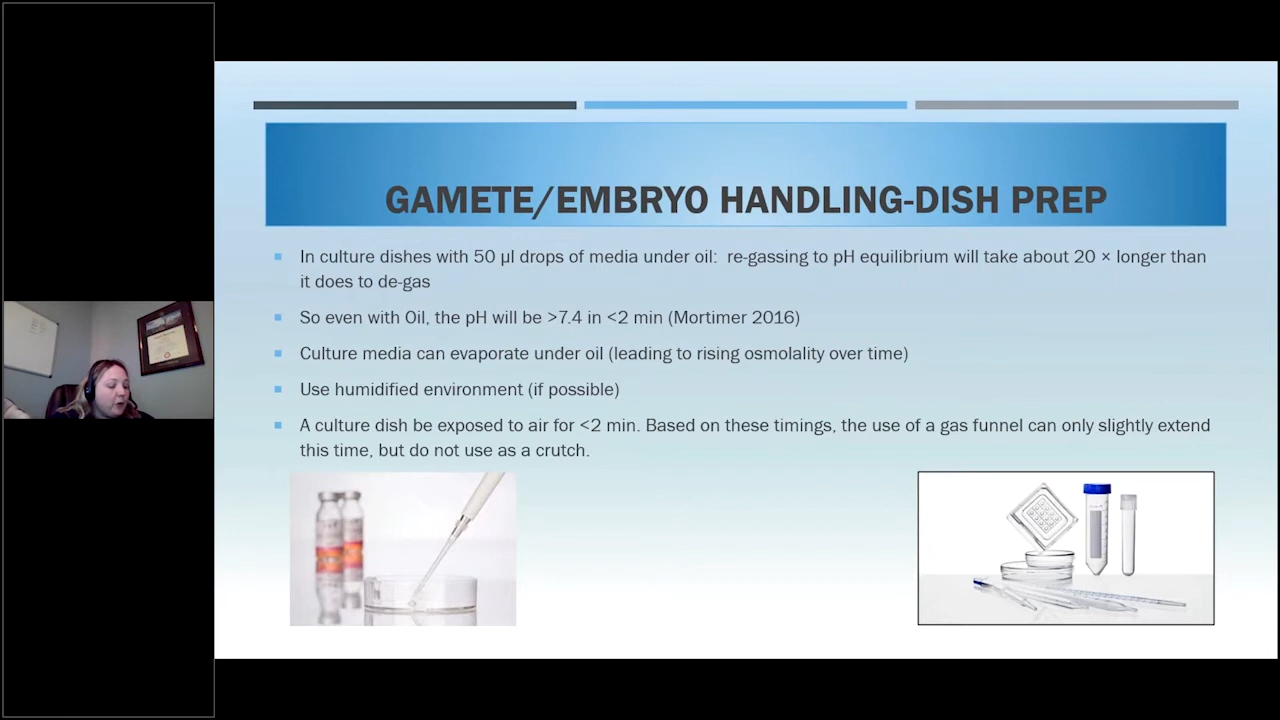 GAMETE/EMBRYO HANDLING-DISH PREP
In culture dishes with 50 µl drops of media under oil: re-gassing to pH equilibrium will take about 20 × longer than
it does to de-gas
So even with Oil, the pH will be >7.4 in <2 min (Mortimer 2016)
Culture media can evaporate under oil (leading to rising osmolality over time)
Use humidified environment (if possible)
A culture dish be exposed to air for <2 min. Based on these timings, the use of a gas funnel can only slightly extend
this time, but do not use as a crutch.